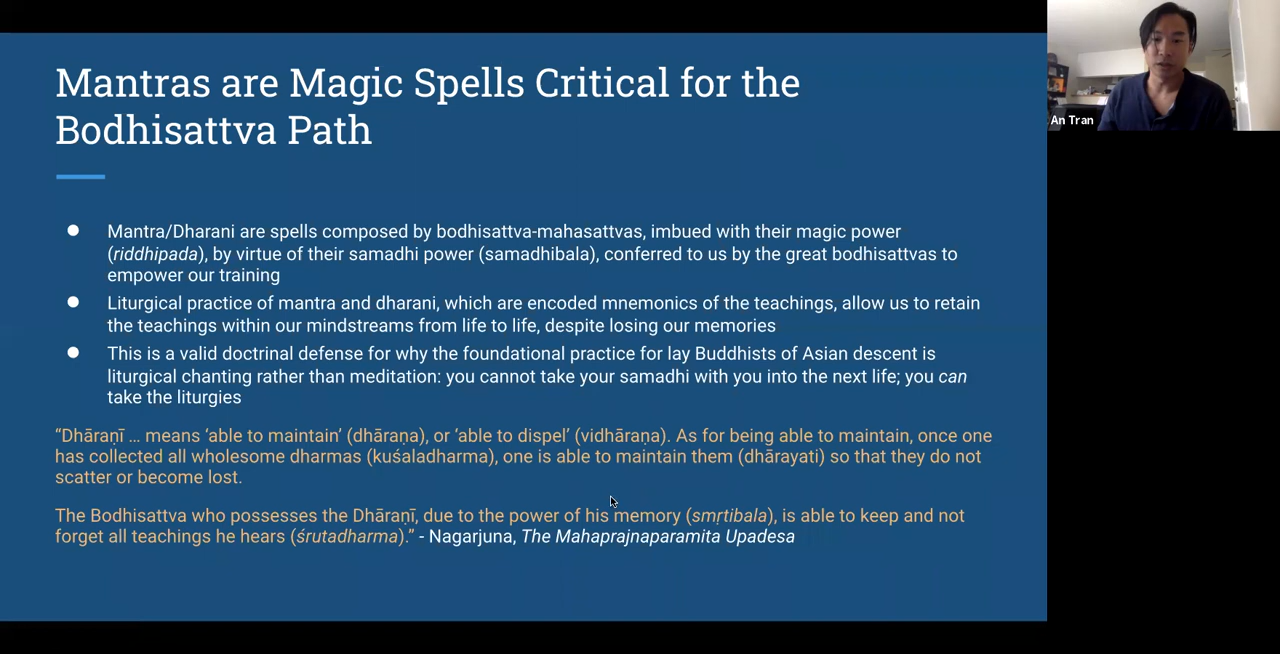 Mantras are Magic Spells Critical for the
Bodhisattva Path
● Mantra/Dharani are spells composed by bodhisattva-mahasattvas, imbued with their magic power
(riddhipada), by virtue of their samadhi power (samadhibala), conferred to us by the great bodhisattvas to
empower our training
● Liturgical practice of mantra and dharani, which are encoded mnemonics of the teachings, allow us to retain
the teachings within our mindstreams from life to life, despite losing our memories
● This is a valid doctrinal defense for why the foundational practice for lay Buddhists of Asian descent is
liturgical chanting rather than meditation: you cannot take your samadhi with you into the next life; you can
take the liturgies
“Dhāraṇī … means ‘able to maintain’ (dhāraṇa), or ‘able to dispel’ (vidhāraṇa). As for being able to maintain, once one
has collected all wholesome dharmas (kuśaladharma), one is able to maintain them (dhārayati) so that they do not
scatter or become lost.
The Bodhisattva who possesses the Dhāraṇī, due to the power of his memory (smṛtibala), is able to keep and not
forget all teachings he hears (śrutadharma).” - Nagarjuna, The Mahaprajnaparamita Upadesa
An Tran